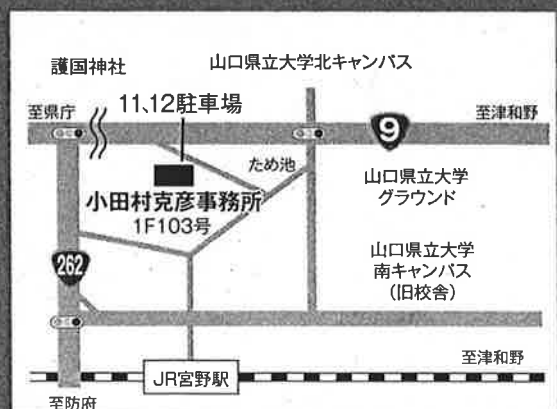 護国神社
山口県立大学北キャンパス
至県庁
11､12駐車場
9
至津和野
ため池
山口県立大学
グラウンド
小田村克彦事務所
1F103号
山口県立大学
南キャンパス
(旧校舎)
262
至津和野
JR宮野駅
至防府